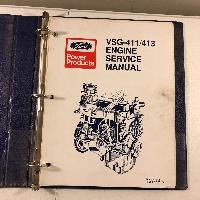 Ford
Power
Products
VSG-411/413
ENGINE
SERVICE
MANUAL